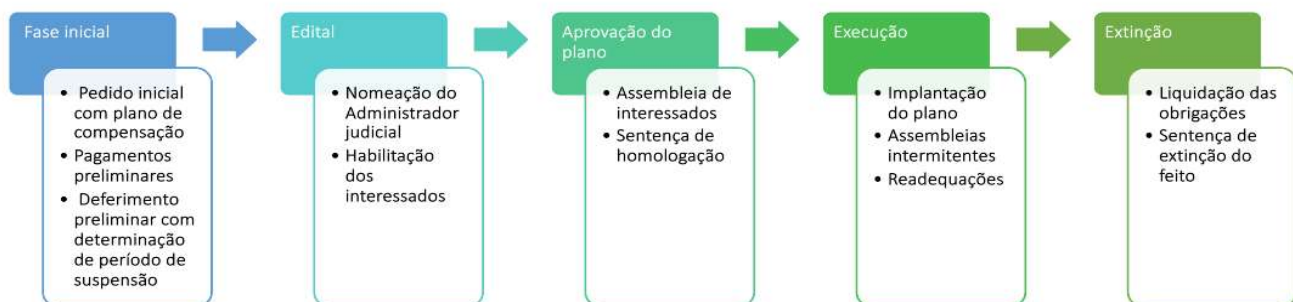 Fase inicial
• Pedido inicial
com plano de
compensação
• Pagamentos
preliminares
• Deferimento
preliminar com
determinação
de período de
suspensão
Edital
• Nomeação do
Administrador
judicial
• Habilitação
dos
interessados
Aprovação do
plano
• Assembleia de
interessados
• Sentença de
homologação
Execução
• Implantação
do plano
• Assembleias
intermitentes
• Readequações
Extinção
• Liquidação das
obrigações
• Sentença de
extinção do
feito